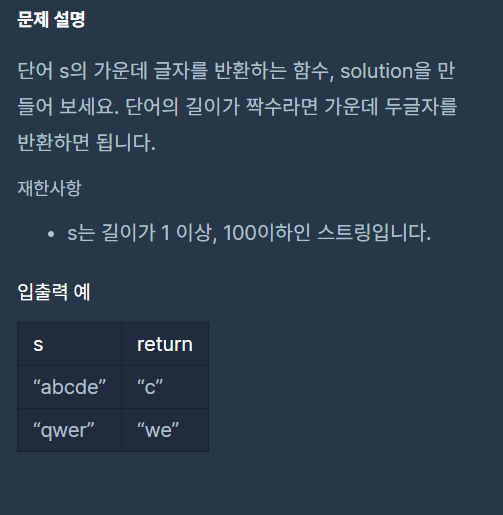 문제 설명
단어 s의 가운데 글자를 반환하는 함수, solution을 만
들어 보세요. 단어의 길이가 짝수라면 가운데 두글자를
반환하면 됩니다.
재한사항
• s는 길이가 1 이상, 100이하인 스트링입니다.
입출력 예
s return
“abcde” “c”
“qwer” “we”